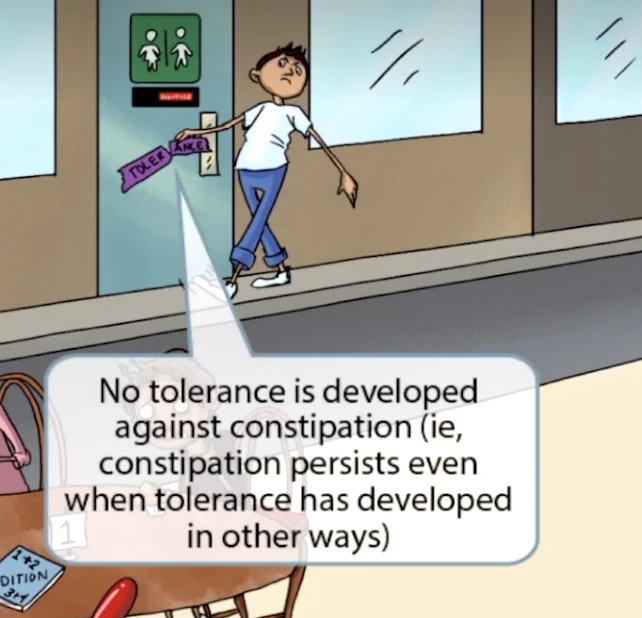 TOLER ANCE
No tolerance is developed
against constipation (ie,
constipation persists even
when tolerance has developed
in other ways)
1
1+2
DITION
3+4